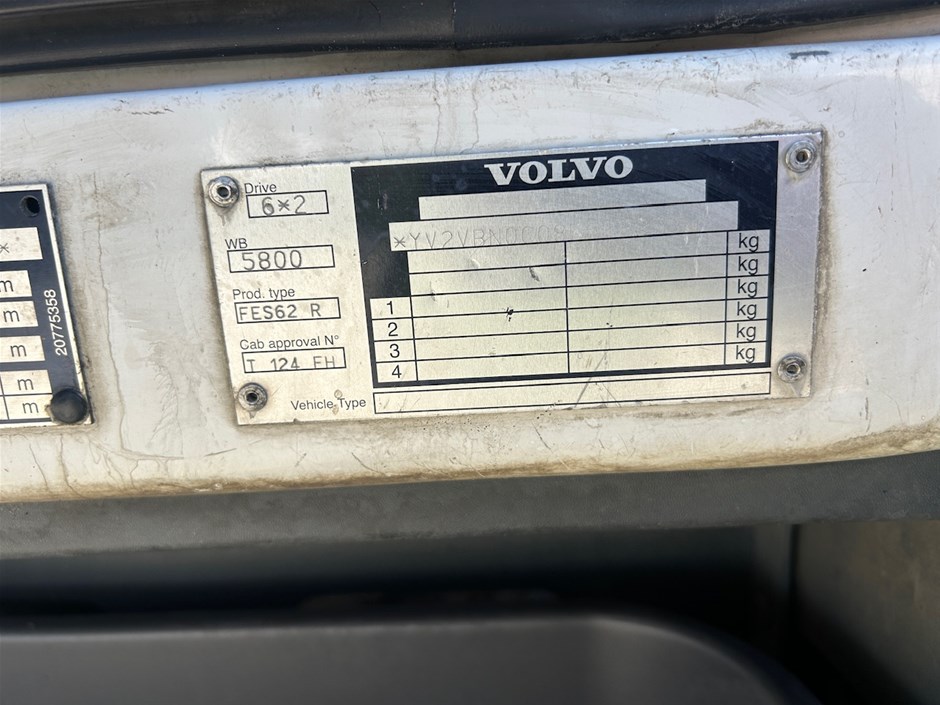 VOLVO
Drive
6*2
WB
5800
Prod. type
FES62 R
Cab approval N°
T 124 FH
Vehicle Type
*YV2VBN0C08
kg
kg
kg
1 kg
2 kg
3 kg
4
*
m
m
m
m
m
20775358